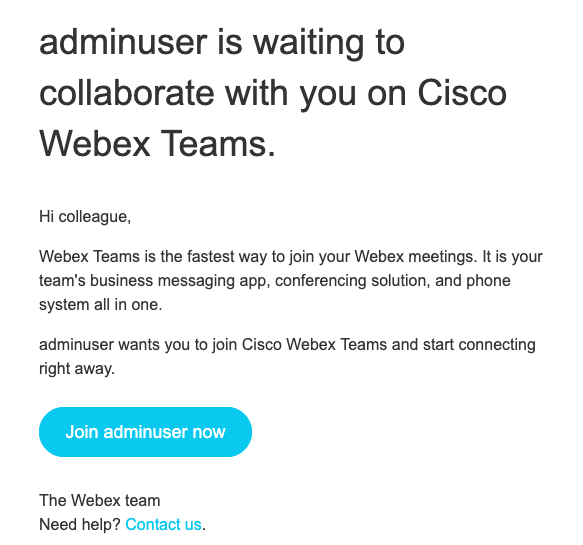 adminuser is waiting to
collaborate with you on Cisco
Webex Teams.
Hi colleague,
Webex Teams is the fastest way to join your Webex meetings. It is your
team's business messaging app, conferencing solution, and phone
system all in one.
adminuser wants you to join Cisco Webex Teams and start connecting
right away.
Join adminuser now
The Webex team
Need help? Contact us.